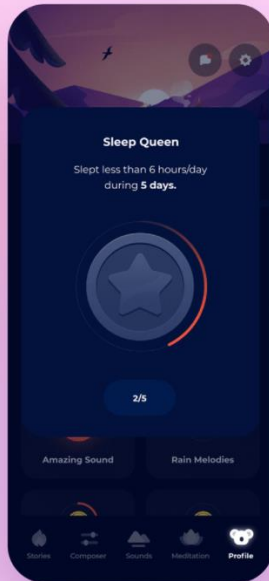 Sleep Queen
Slept less than 6 hours/day
during 5 days.
2/5
Amazing Sound
Rain Melodies
Stories
Composer
Sounds
Meditation
Profile